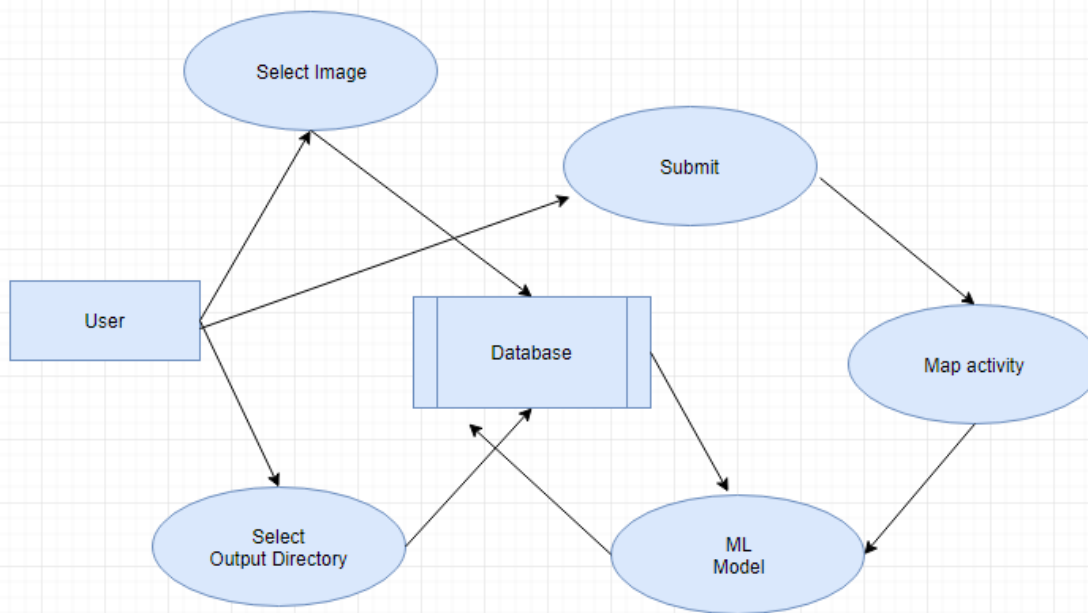 Select Image
Submit
User
Database
Map activity
Select
Output Directory
ML
Model